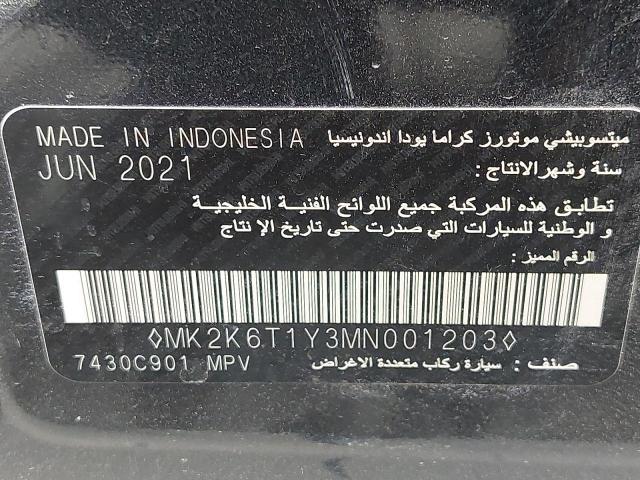 MADE IN INDONESIA ميتسوبيشي موتورز كراما يودا اندونيسيا
JUN 2021 سنة وشهر الانتاج :
تطابق هذه المركبة جميع اللوائح الفنية الخليجية
و الوطنية للسيارات التي صدرت حتى تاريخ الإ نتاج
الرقم المميز :
◊MK2K6T1Y3MN001203◊
7430C901 MPV صنف : سيارة ركاب متعددة الاغراض